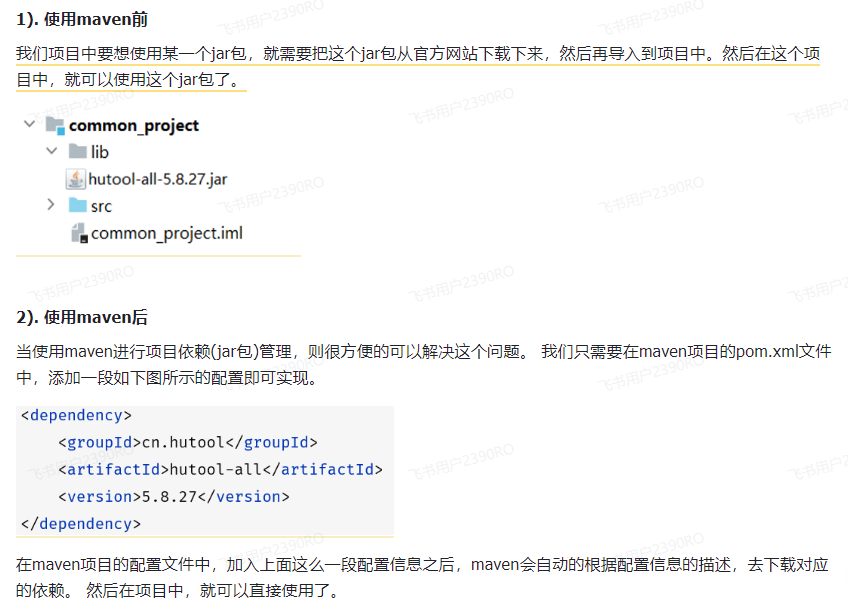 1). 使用maven前
我们项目中要想使用某一个jar包，就需要把这个jar包从官方网站下载下来，然后再导入到项目中。然后在这个项
目中，就可以使用这个jar包了。
common_project
lib
hutool-all-5.8.27.jar
src
common_project.iml
2). 使用maven后
当使用maven进行项目依赖(jar包)管理，则很方便的可以解决这个问题。 我们只需要在maven项目的pom.xml文件
中，添加一段如下图所示的配置即可实现。
<dependency>
    <groupId>cn.hutool</groupId>
    <artifactId>hutool-all</artifactId>
    <version>5.8.27</version>
</dependency>
在maven项目的配置文件中，加入上面这么一段配置信息之后，maven会自动的根据配置信息的描述，去下载对应
的依赖。 然后在项目中，就可以直接使用了。
飞书用户2390RO